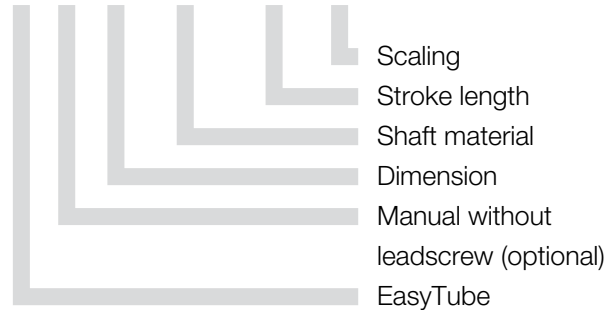 Scaling
Stroke length
Shaft material
Dimension
Manual without
leadscrew (optional)
EasyTube